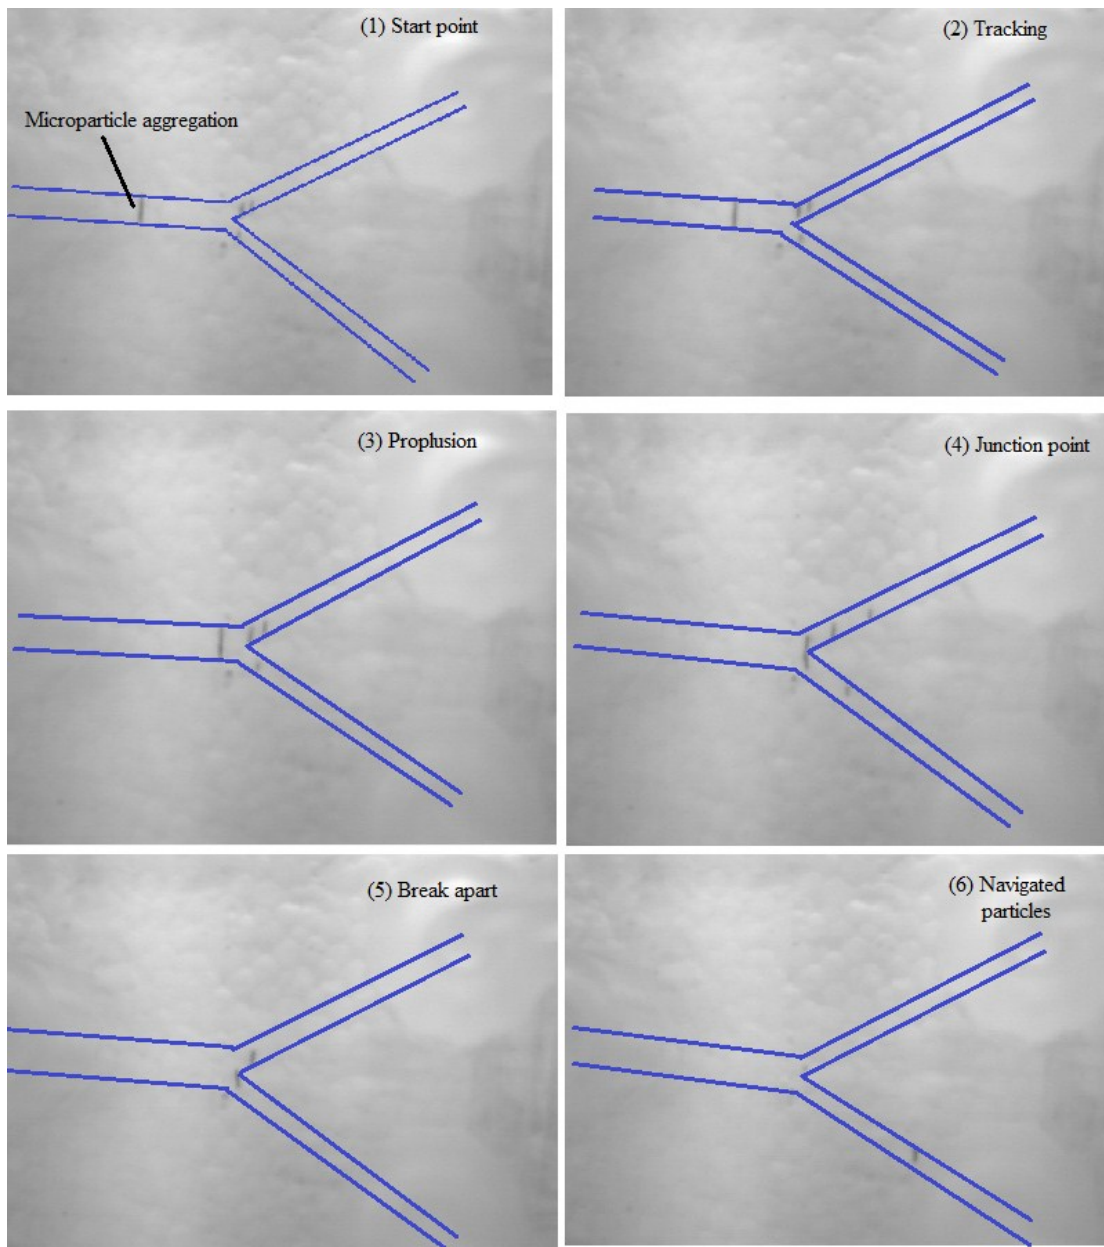 (1) Start point
Microparticle aggregation
(2) Tracking
(3) Proplusion
(4) Junction point
(5) Break apart
(6) Navigated
particles